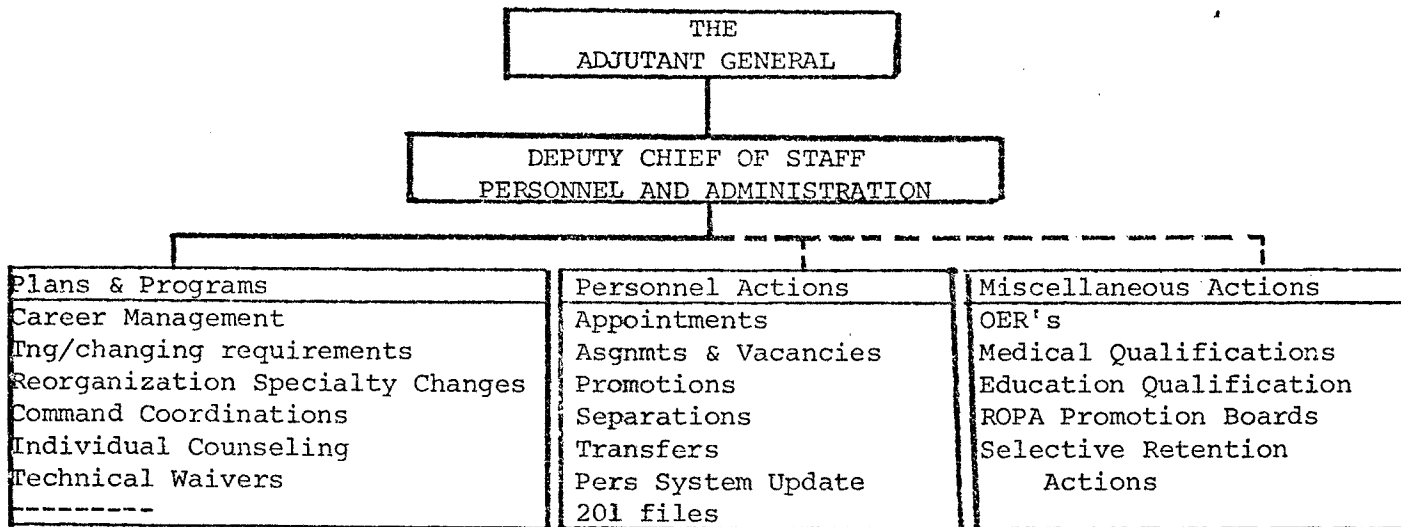 THE
ADJUTANT GENERAL
DEPUTY CHIEF OF STAFF
PERSONNEL AND ADMINISTRATION
Plans & Programs
Career Management
Tng/changing requirements
Reorganization Specialty Changes
Command Coordinations
Individual Counseling
Technical Waivers
---------
Personnel Actions
Appointments
Asgnmts & Vacancies
Promotions
Separations
Transfers
Pers System Update
201 files
Miscellaneous Actions
OER's
Medical Qualifications
Education Qualification
ROPA Promotion Boards
Selective Retention
Actions